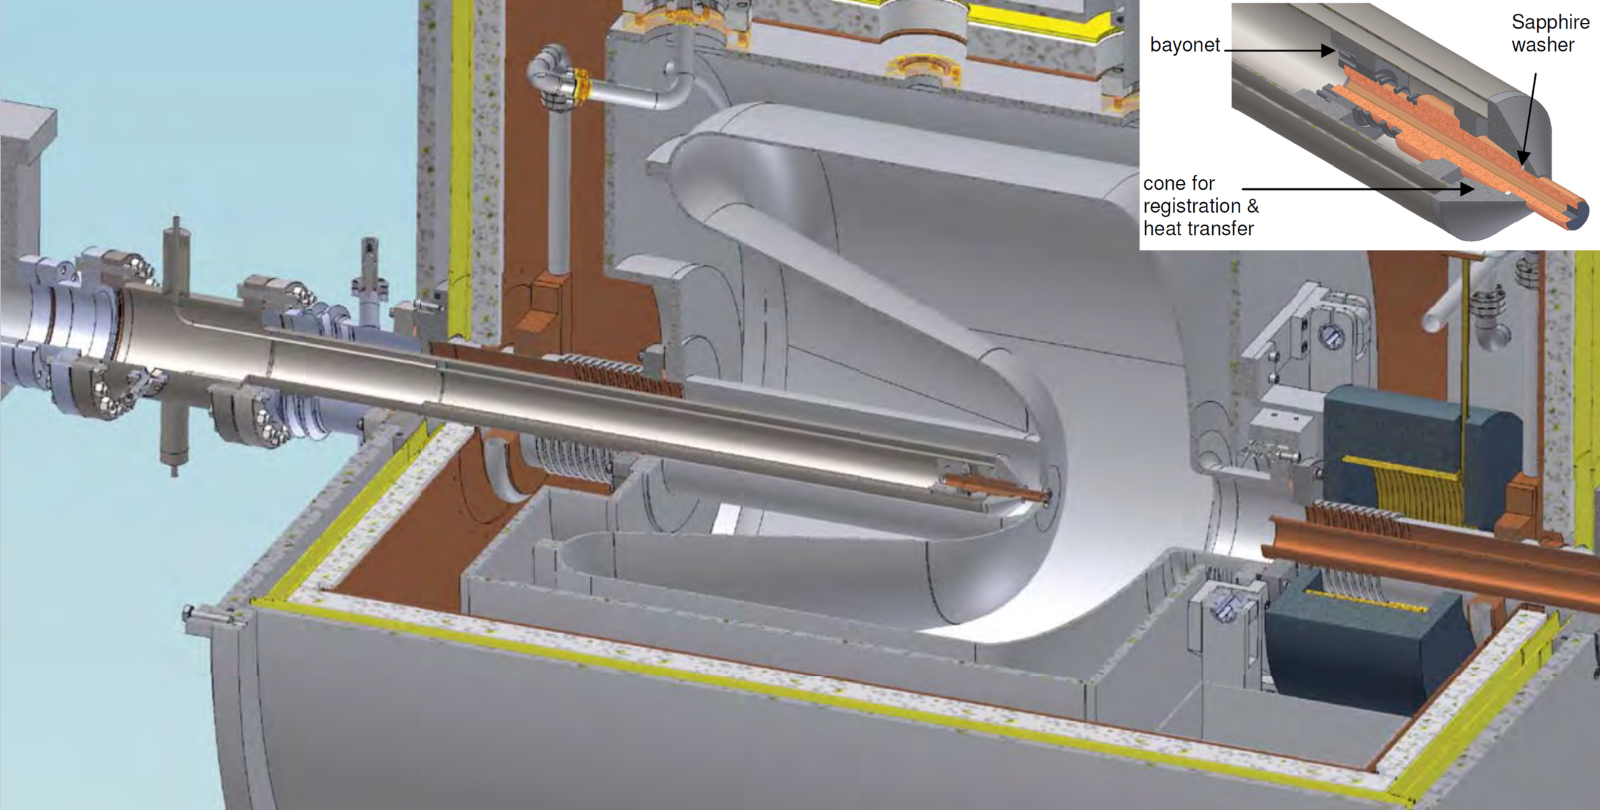 bayonet
Sapphire
washer
cone for
registration &
heat transfer